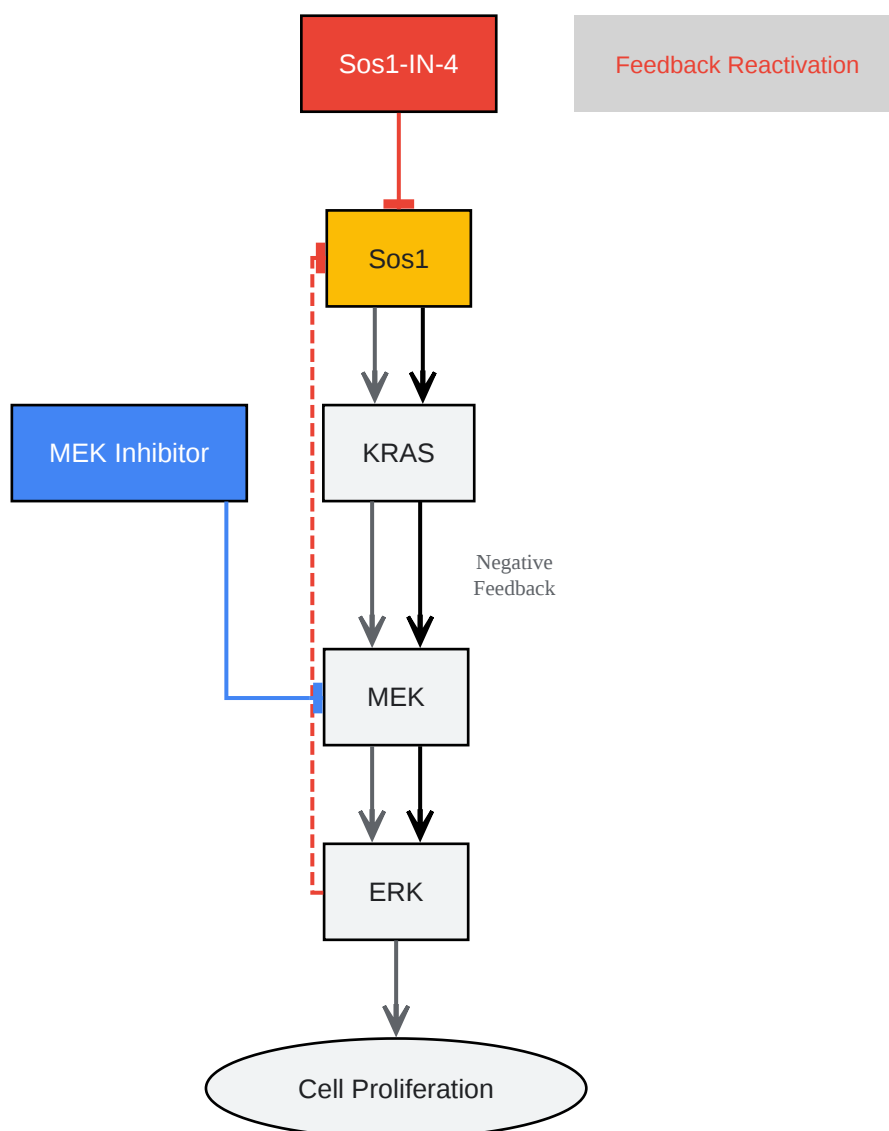 Sos1-IN-4
Feedback Reactivation
Sos1
MEK Inhibitor
KRAS
Negative
Feedback
MEK
ERK
Cell Proliferation